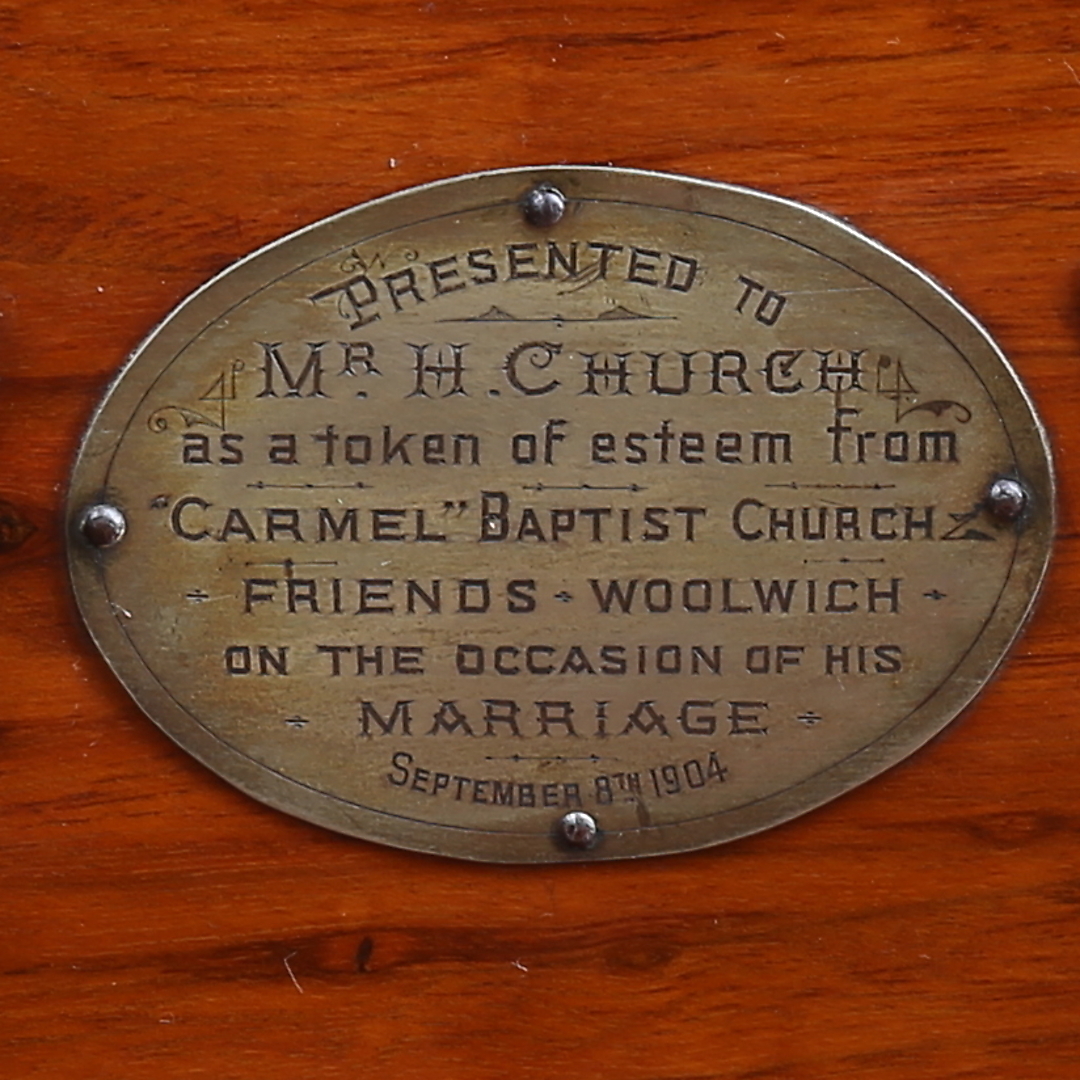 PRESENTED TO
MR. H. CHURCH
as a token of esteem from
"CARMEL" BAPTIST CHURCH
FRIENDS · WOOLWICH
ON THE OCCASION OF HIS
MARRIAGE
SEPTEMBER 8TH 1904